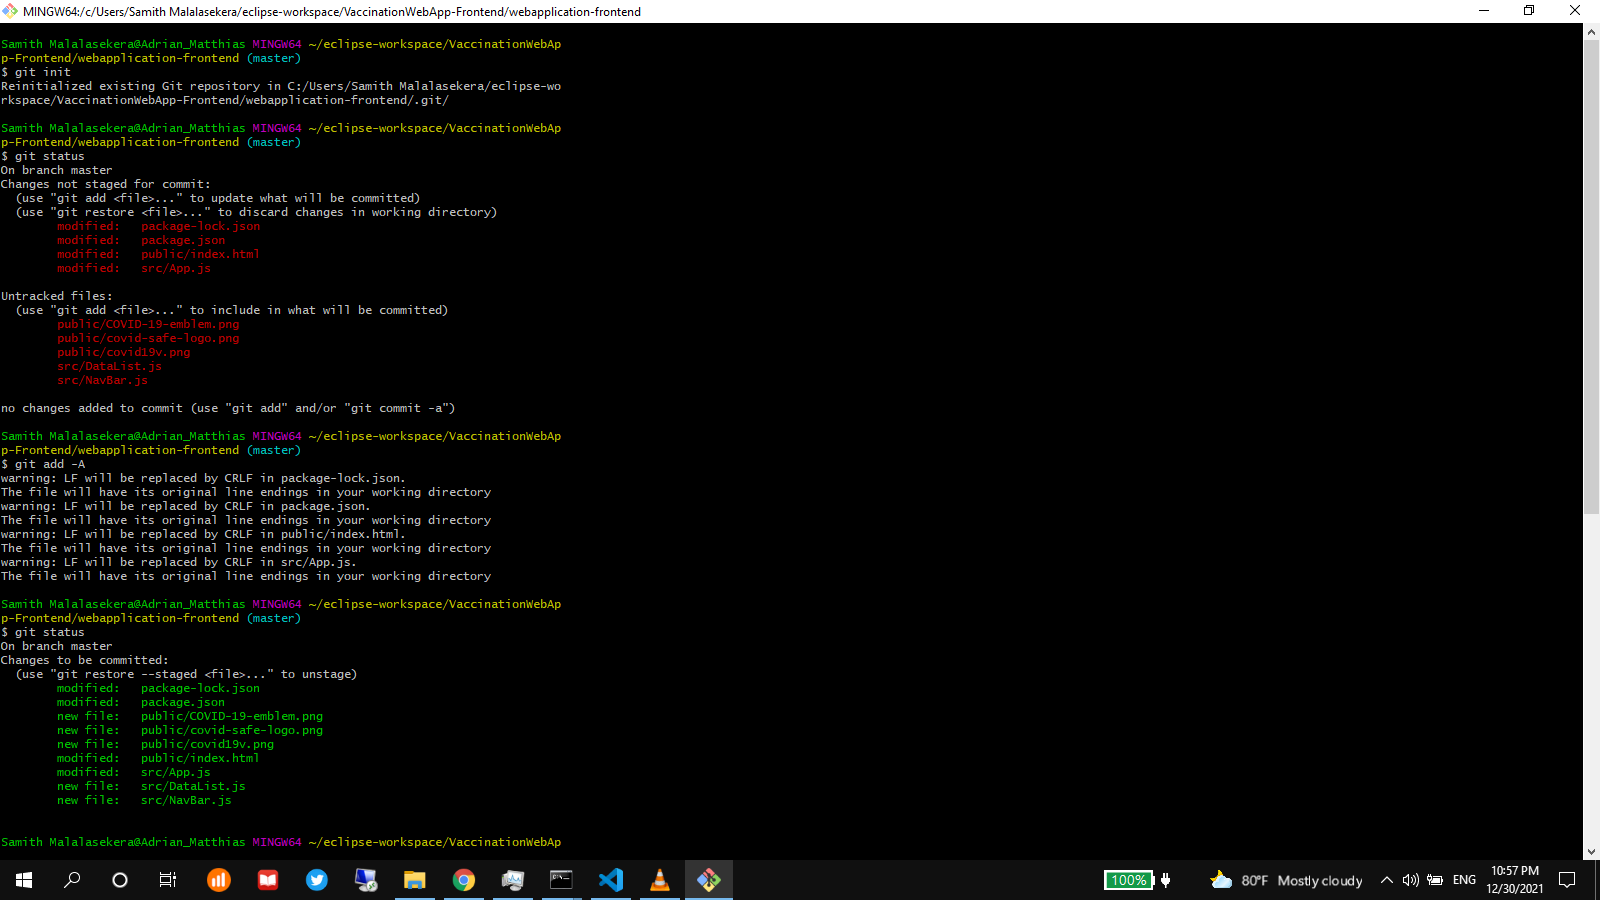 MINGW64:/c/Users/Samith Malalasekera/eclipse-workspace/VaccinationWebApp-Frontend/webapplication-frontend
Samith Malalasekera@Adrian_Matthias MINGW64 ~/eclipse-workspace/VaccinationWebAp
p-Frontend/webapplication-frontend (master)
$ git init
Reinitialized existing Git repository in C:/Users/Samith Malalasekera/eclipse-wo
rkspace/VaccinationWebApp-Frontend/webapplication-frontend/.git/
Samith Malalasekera@Adrian_Matthias MINGW64 ~/eclipse-workspace/VaccinationWebAp
p-Frontend/webapplication-frontend (master)
$ git status
On branch master
Changes not staged for commit:
  (use "git add <file>..." to update what will be committed)
  (use "git restore <file>..." to discard changes in working directory)
        modified:   package-lock.json
        modified:   package.json
        modified:   public/index.html
        modified:   src/App.js
Untracked files:
  (use "git add <file>..." to include in what will be committed)
        public/COVID-19-emblem.png
        public/covid-safe-logo.png
        public/covid19v.png
        src/DataList.js
        src/NavBar.js
no changes added to commit (use "git add" and/or "git commit -a")
Samith Malalasekera@Adrian_Matthias MINGW64 ~/eclipse-workspace/VaccinationWebAp
p-Frontend/webapplication-frontend (master)
$ git add -A
warning: LF will be replaced by CRLF in package-lock.json.
The file will have its original line endings in your working directory
warning: LF will be replaced by CRLF in package.json.
The file will have its original line endings in your working directory
warning: LF will be replaced by CRLF in public/index.html.
The file will have its original line endings in your working directory
warning: LF will be replaced by CRLF in src/App.js.
The file will have its original line endings in your working directory
Samith Malalasekera@Adrian_Matthias MINGW64 ~/eclipse-workspace/VaccinationWebAp
p-Frontend/webapplication-frontend (master)
$ git status
On branch master
Changes to be committed:
  (use "git restore --staged <file>..." to unstage)
        modified:   package-lock.json
        modified:   package.json
        new file:   public/COVID-19-emblem.png
        new file:   public/covid-safe-logo.png
        new file:   public/covid19v.png
        modified:   public/index.html
        modified:   src/App.js
        new file:   src/DataList.js
        new file:   src/NavBar.js
Samith Malalasekera@Adrian_Matthias MINGW64 ~/eclipse-workspace/VaccinationWebAp
100%
80°F Mostly cloudy
ENG
10:57 PM
12/30/2021